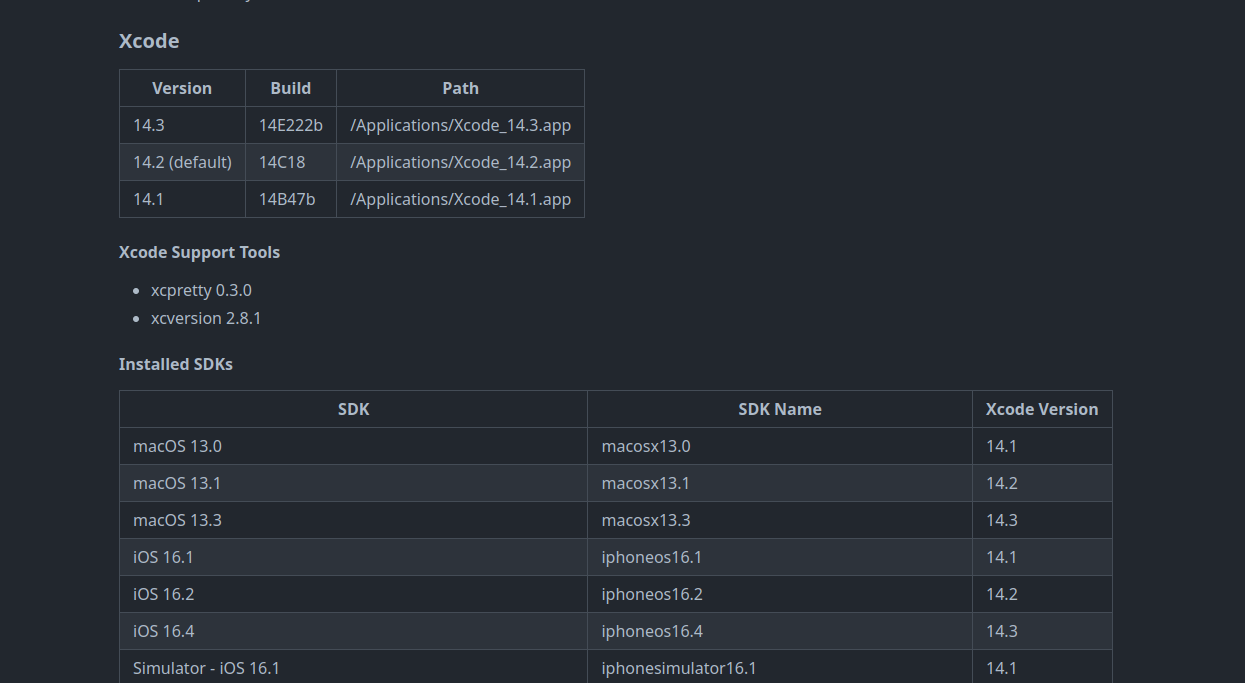 Xcode
Version Build Path
14.3 14E222b /Applications/Xcode_14.3.app
14.2 (default) 14C18 /Applications/Xcode_14.2.app
14.1 14B47b /Applications/Xcode_14.1.app
Xcode Support Tools
xcpretty 0.3.0
xcversion 2.8.1
Installed SDKs
SDK SDK Name Xcode Version
macOS 13.0 macosx13.0 14.1
macOS 13.1 macosx13.1 14.2
macOS 13.3 macosx13.3 14.3
iOS 16.1 iphoneos16.1 14.1
iOS 16.2 iphoneos16.2 14.2
iOS 16.4 iphoneos16.4 14.3
Simulator - iOS 16.1 iphonesimulator16.1 14.1